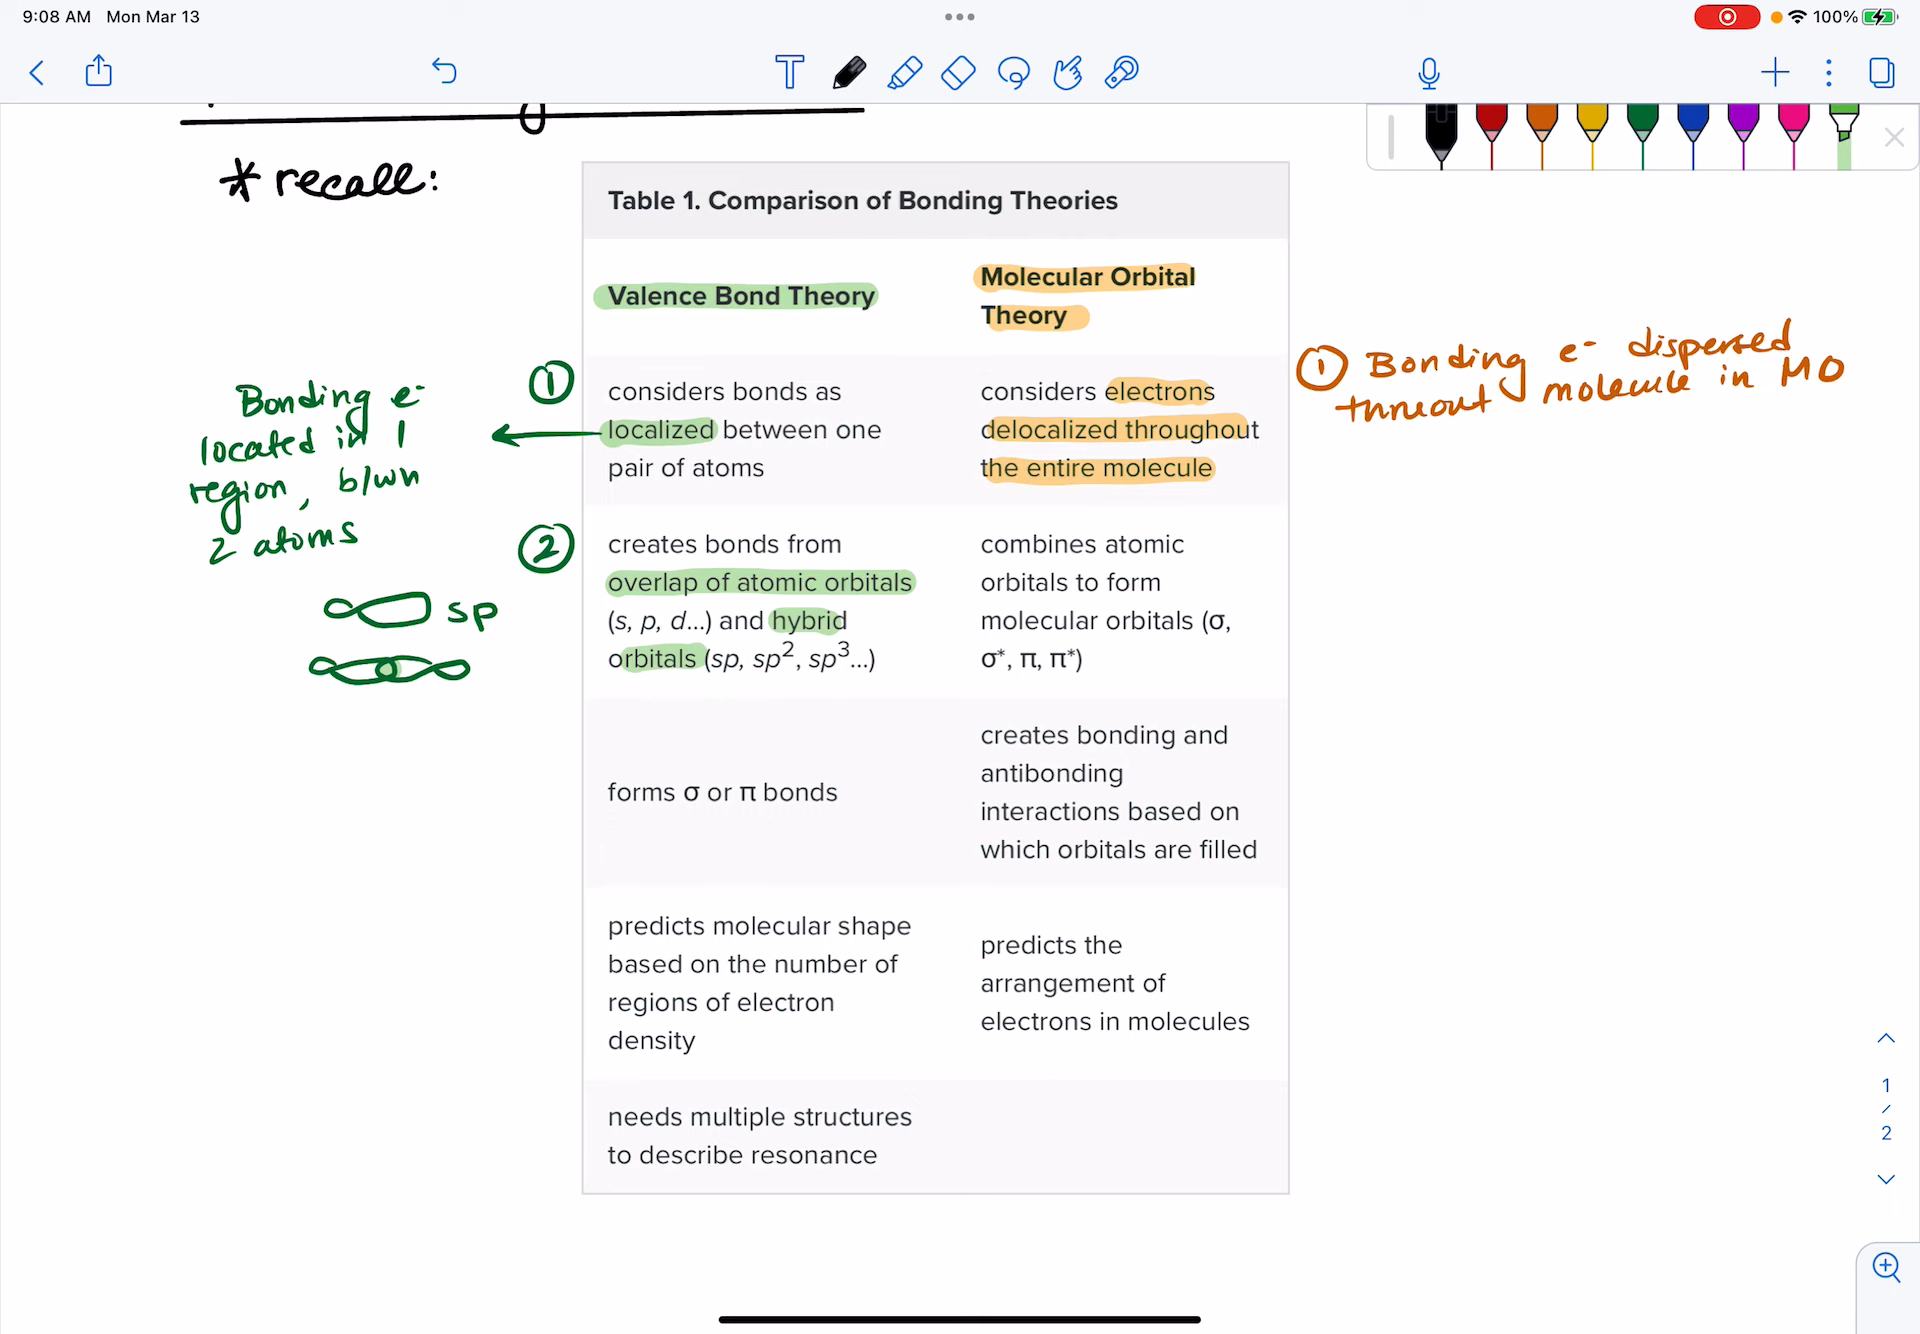 9:08 AM Mon Mar 13
100%
* recall:
Table 1. Comparison of Bonding Theories
Valence Bond Theory
Molecular Orbital
Theory
① Bonding e- dispersed
threout molecule in MO
Bonding e-
located in 1
region, b/wn
2 atoms
①
considers bonds as
localized between one
pair of atoms
considers electrons
delocalized throughout
the entire molecule
②
creates bonds from
overlap of atomic orbitals
(s, p, d...) and hybrid
orbitals (sp, sp², sp³...)
combines atomic
orbitals to form
molecular orbitals (σ,
σ*, π, π*)
sp
forms σ or π bonds
creates bonding and
antibonding
interactions based on
which orbitals are filled
predicts molecular shape
based on the number of
regions of electron
density
predicts the
arrangement of
electrons in molecules
needs multiple structures
to describe resonance
1
/
2